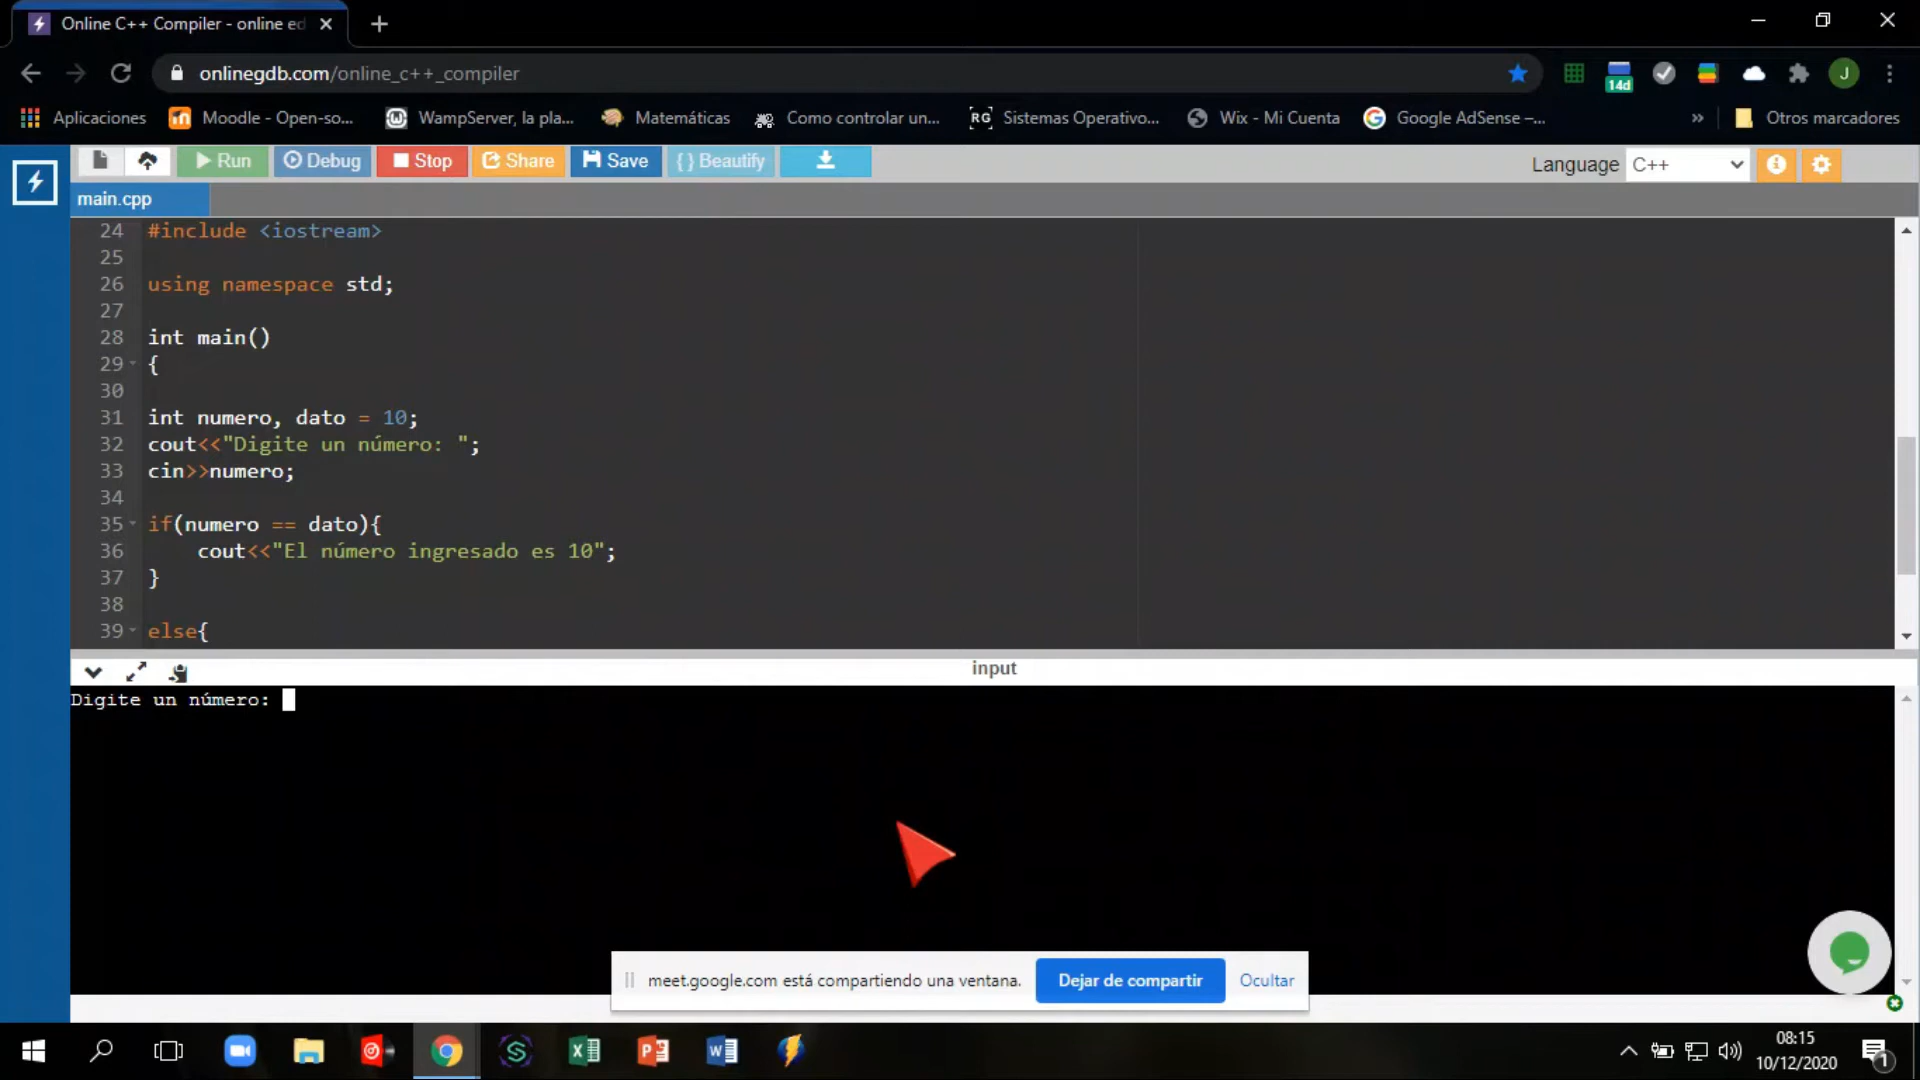 Online C++ Compiler - online ed
onlinegdb.com/online_c++_compiler
14d
J
Aplicaciones
Moodle - Open-so...
WampServer, la pla...
Matemáticas
Como controlar un...
RG
Sistemas Operativo...
Wix - Mi Cuenta
Google AdSense –...
»
Otros marcadores
Run
Debug
Stop
Share
Save
{ } Beautify
Language
C++
main.cpp
24 #include <iostream>
25
26 using namespace std;
27
28 int main()
29 {
30
31 int numero, dato = 10;
32 cout<<"Digite un número: ";
33 cin>>numero;
34
35 if(numero == dato){
36     cout<<"El número ingresado es 10";
37 }
38
39 else{
input
Digite un número:
meet.google.com está compartiendo una ventana.
Dejar de compartir
Ocultar
08:15
10/12/2020
1